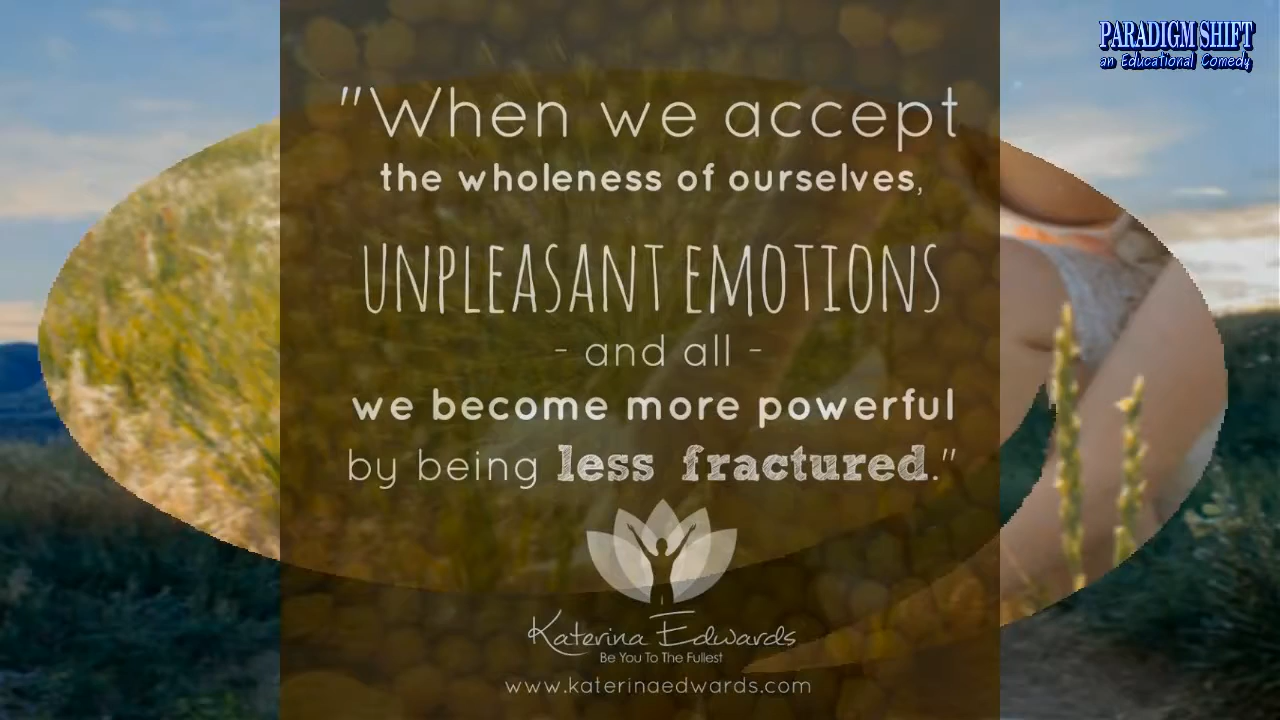 PARADIGM SHIFT
an Educational Comedy
"When we accept
the wholeness of ourselves,
UNPLEASANT EMOTIONS
- and all -
we become more powerful
by being less fractured."
Katerina Edwards
Be You To The Fullest
www.katerinaedwards.com